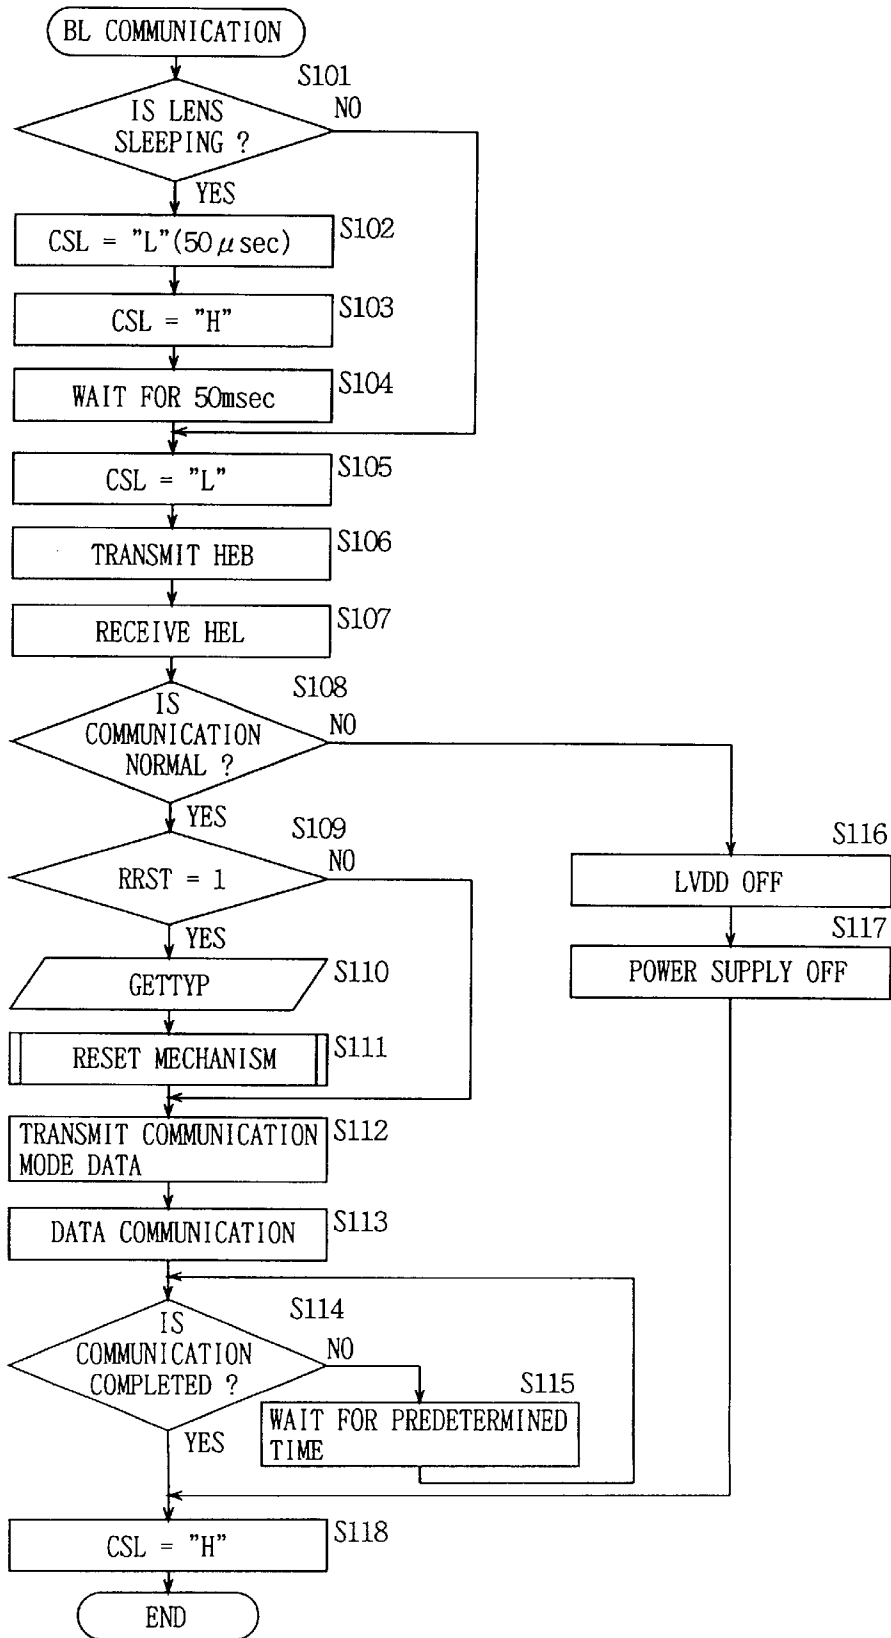 BL COMMUNICATION
S101
IS LENS
SLEEPING ?
NO
YES
CSL = "L"(50μsec)
S102
CSL = "H"
S103
WAIT FOR 50msec
S104
CSL = "L"
S105
TRANSMIT HEB
S106
RECEIVE HEL
S107
S108
IS
COMMUNICATION
NORMAL ?
NO
YES
S109
RRST = 1
NO
YES
GETTYP
S110
RESET MECHANISM
S111
TRANSMIT COMMUNICATION
MODE DATA
S112
DATA COMMUNICATION
S113
S114
IS
COMMUNICATION
COMPLETED ?
NO
YES
S115
WAIT FOR PREDETERMINED
TIME
S116
LVDD OFF
S117
POWER SUPPLY OFF
CSL = "H"
S118
END